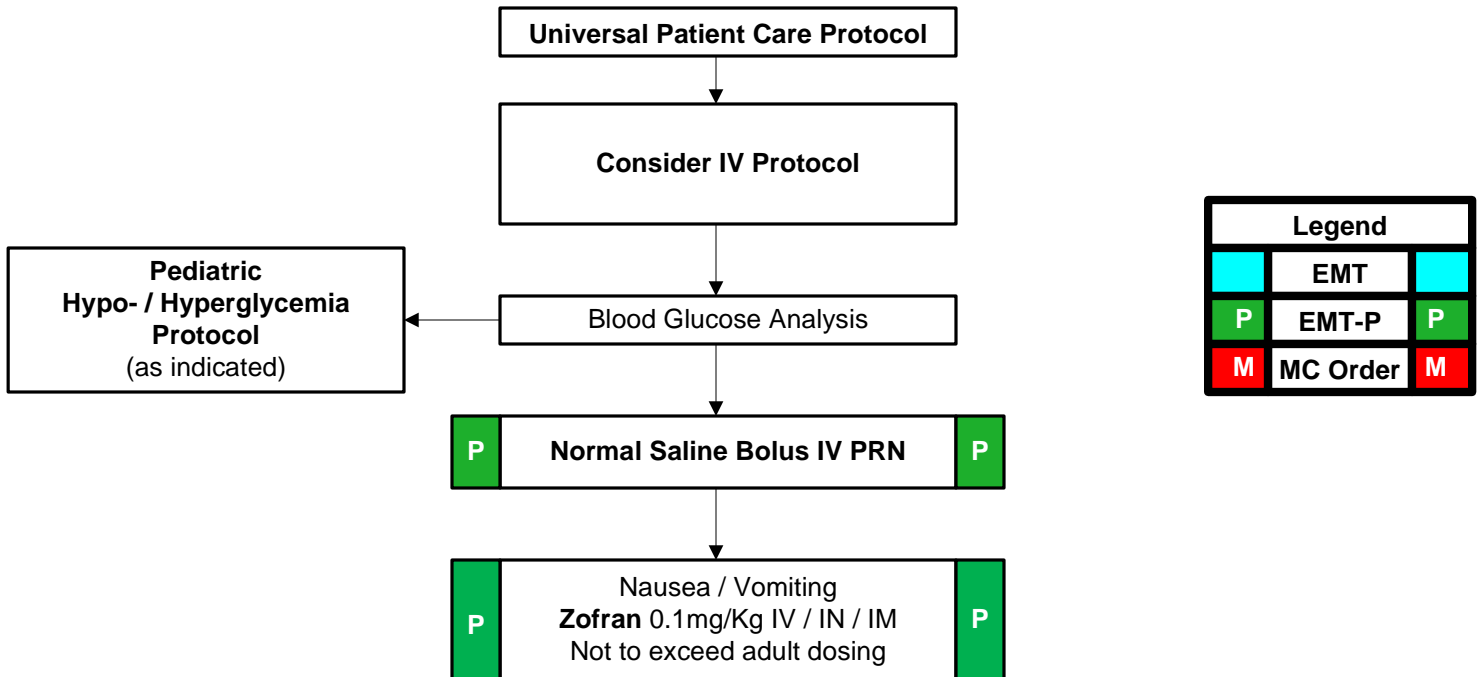 Universal Patient Care Protocol
Consider IV Protocol
Pediatric
Hypo- / Hyperglycemia
Protocol
(as indicated)
Blood Glucose Analysis
P Normal Saline Bolus IV PRN P
Nausea / Vomiting
P Zofran 0.1mg/Kg IV / IN / IM P
Not to exceed adult dosing
Legend
EMT
P EMT-P P
M MC Order M